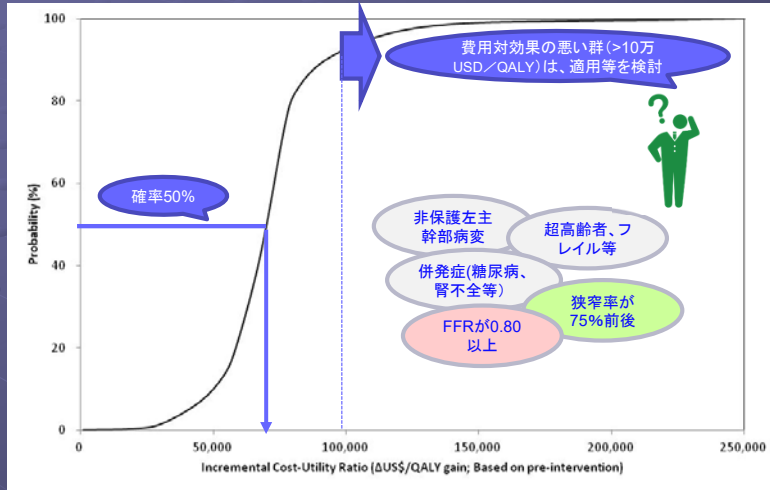 100
80
60
40
20
0
Probability (%)
費用対効果の悪い群(>10万
USD/QALY)は、適用等を検討
?
確率50%
非保護左主
幹部病変
超高齢者、フ
レイル等
併発症(糖尿病、
腎不全等)
狭窄率が
75%前後
FFRが0.80
以上
0
50,000
100,000
150,000
200,000
250,000
Incremental Cost-Utility Ratio (ΔUS$/QALY gain; Based on pre-intervention)